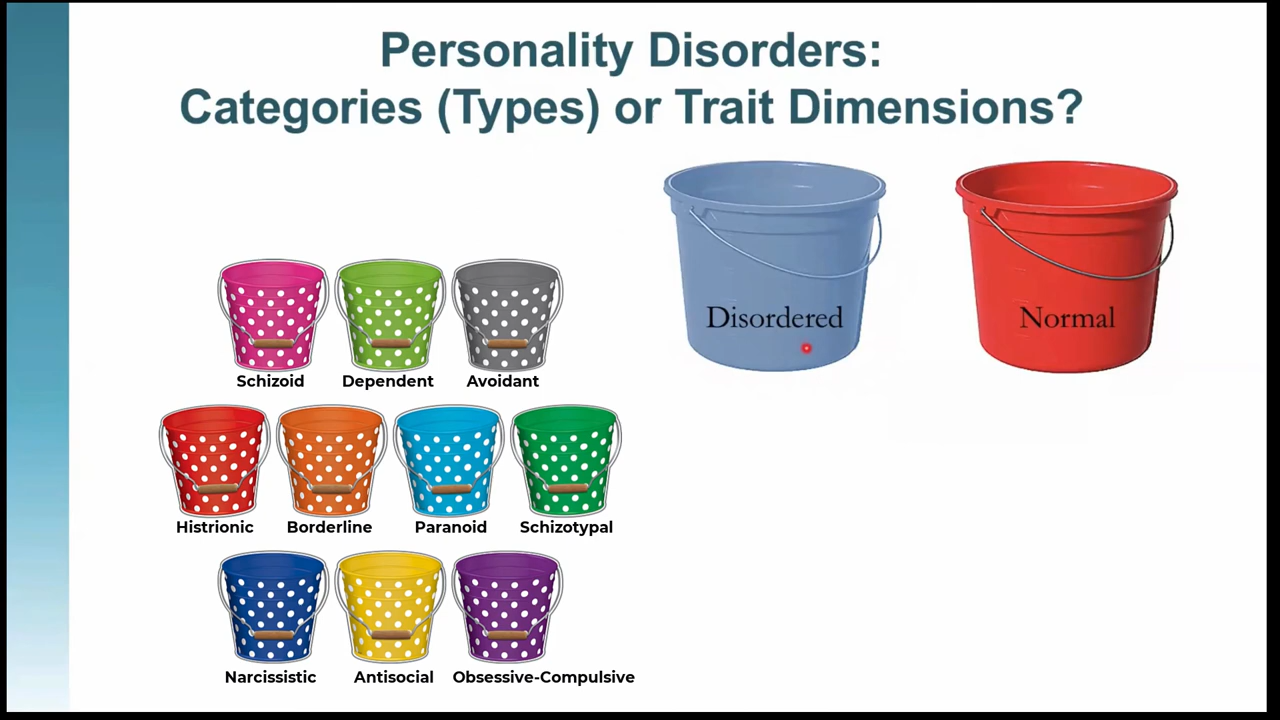 Personality Disorders:
Categories (Types) or Trait Dimensions?
Disordered
Normal
Schizoid
Dependent
Avoidant
Histrionic
Borderline
Paranoid
Schizotypal
Narcissistic
Antisocial
Obsessive-Compulsive